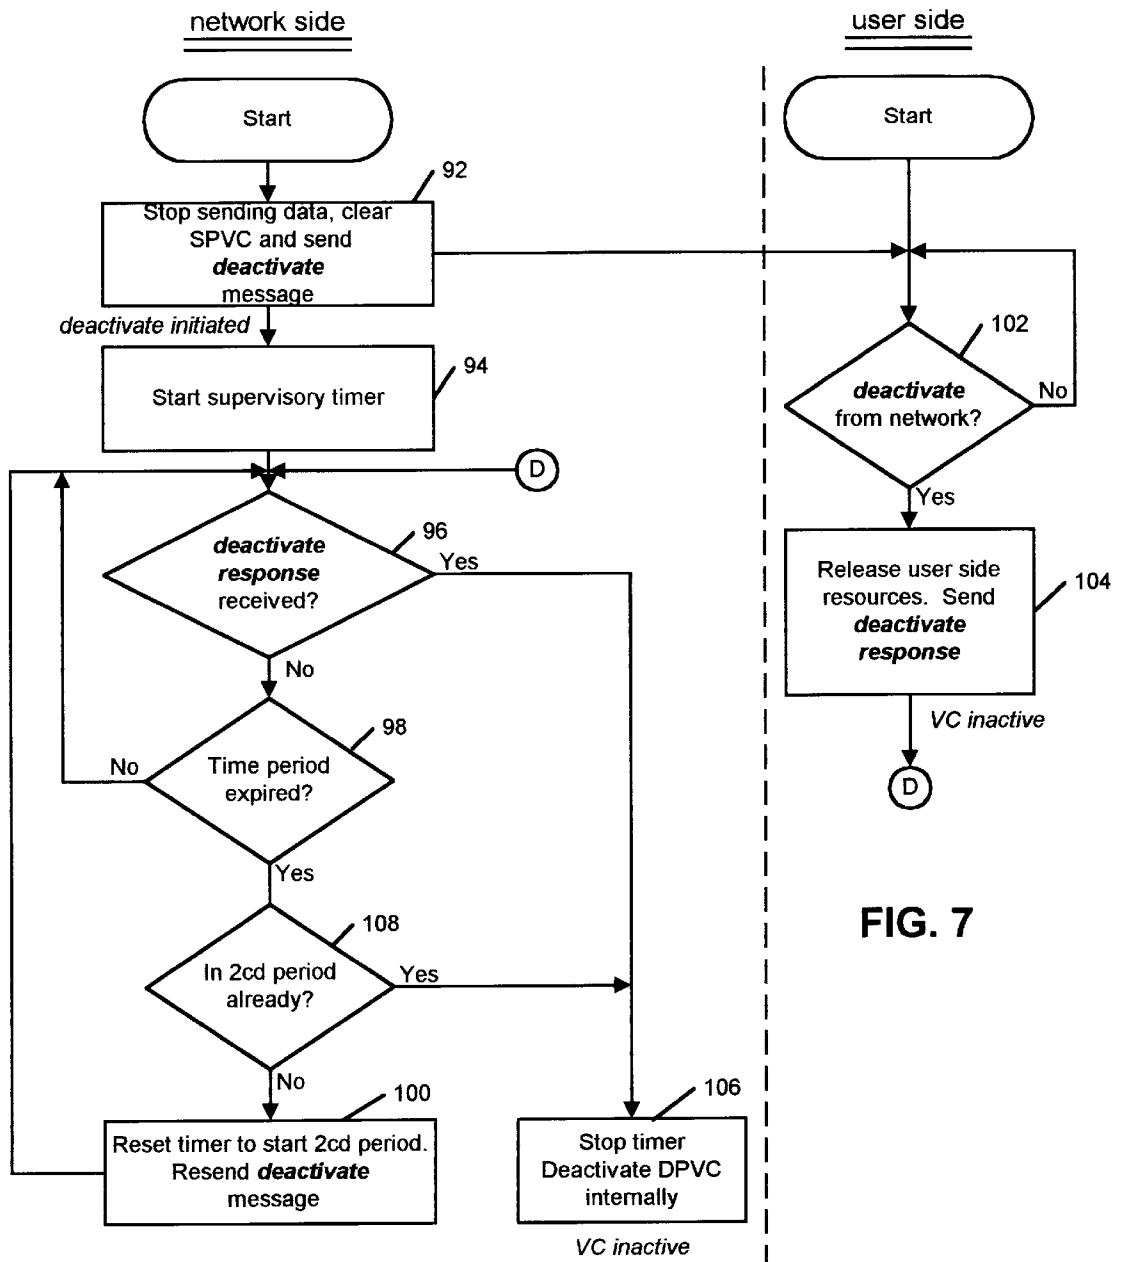 network side
user side
Start
Start
92
Stop sending data, clear
SPVC and send
deactivate
message
deactivate initiated
102
94
Start supervisory timer
deactivate
from network?
No
D
Yes
96
deactivate
response
received?
Yes
Release user side
resources. Send
deactivate
response
104
No
VC inactive
98
Time period
expired?
No
D
Yes
108
FIG. 7
In 2cd period
already?
Yes
No
100
106
Reset timer to start 2cd period.
Resend deactivate
message
Stop timer
Deactivate DPVC
internally
VC inactive